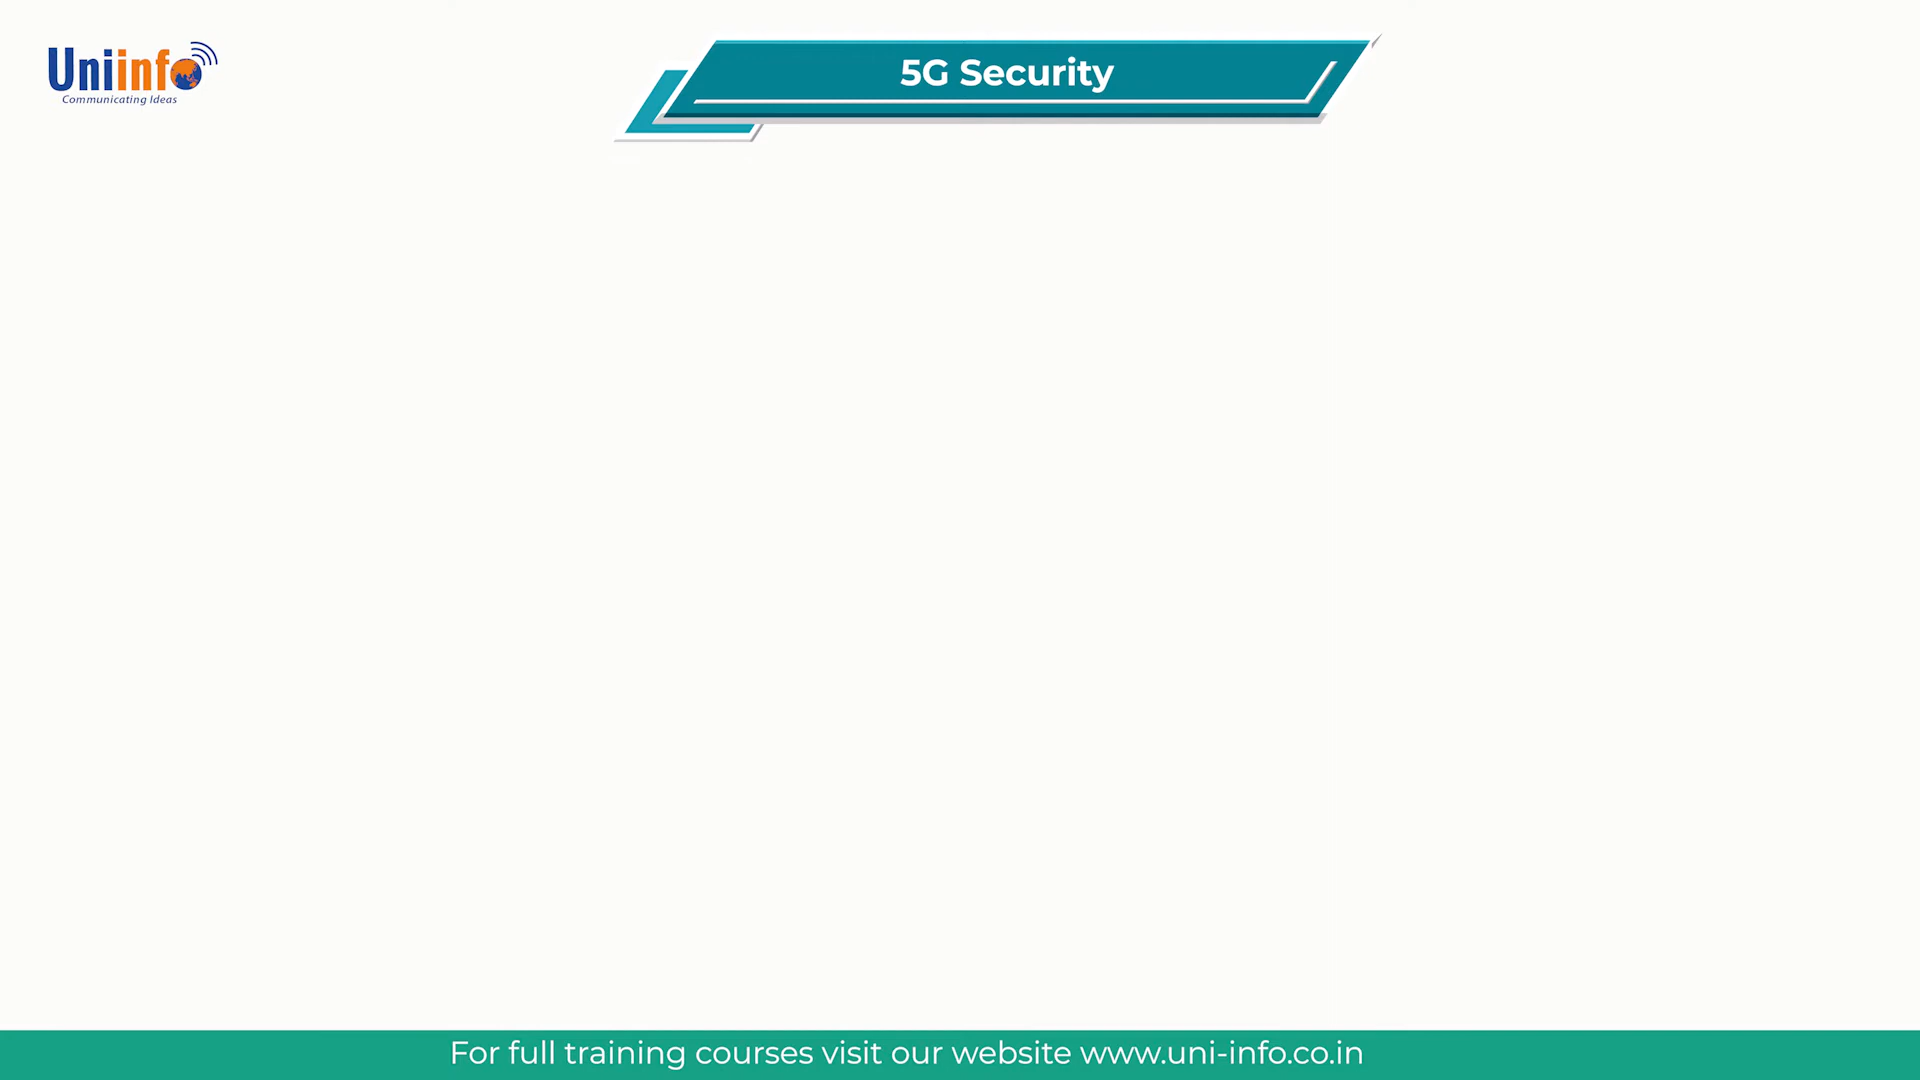 Uniinfo
Communicating Ideas
5G Security
For full training courses visit our website www.uni-info.co.in